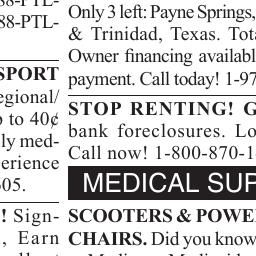 88-PTL-
88-PTL-
SPORT
egional/
p to 40¢
ly med-
erience
605.
! Sign-
, Earn
Only 3 left: Payne Springs,
& Trinidad, Texas. Tot
Owner financing availabl
payment. Call today! 1-97
STOP RENTING! G
bank foreclosures. Lo
Call now! 1-800-870-1
MEDICAL SUP
SCOOTERS & POWE
CHAIRS. Did you know